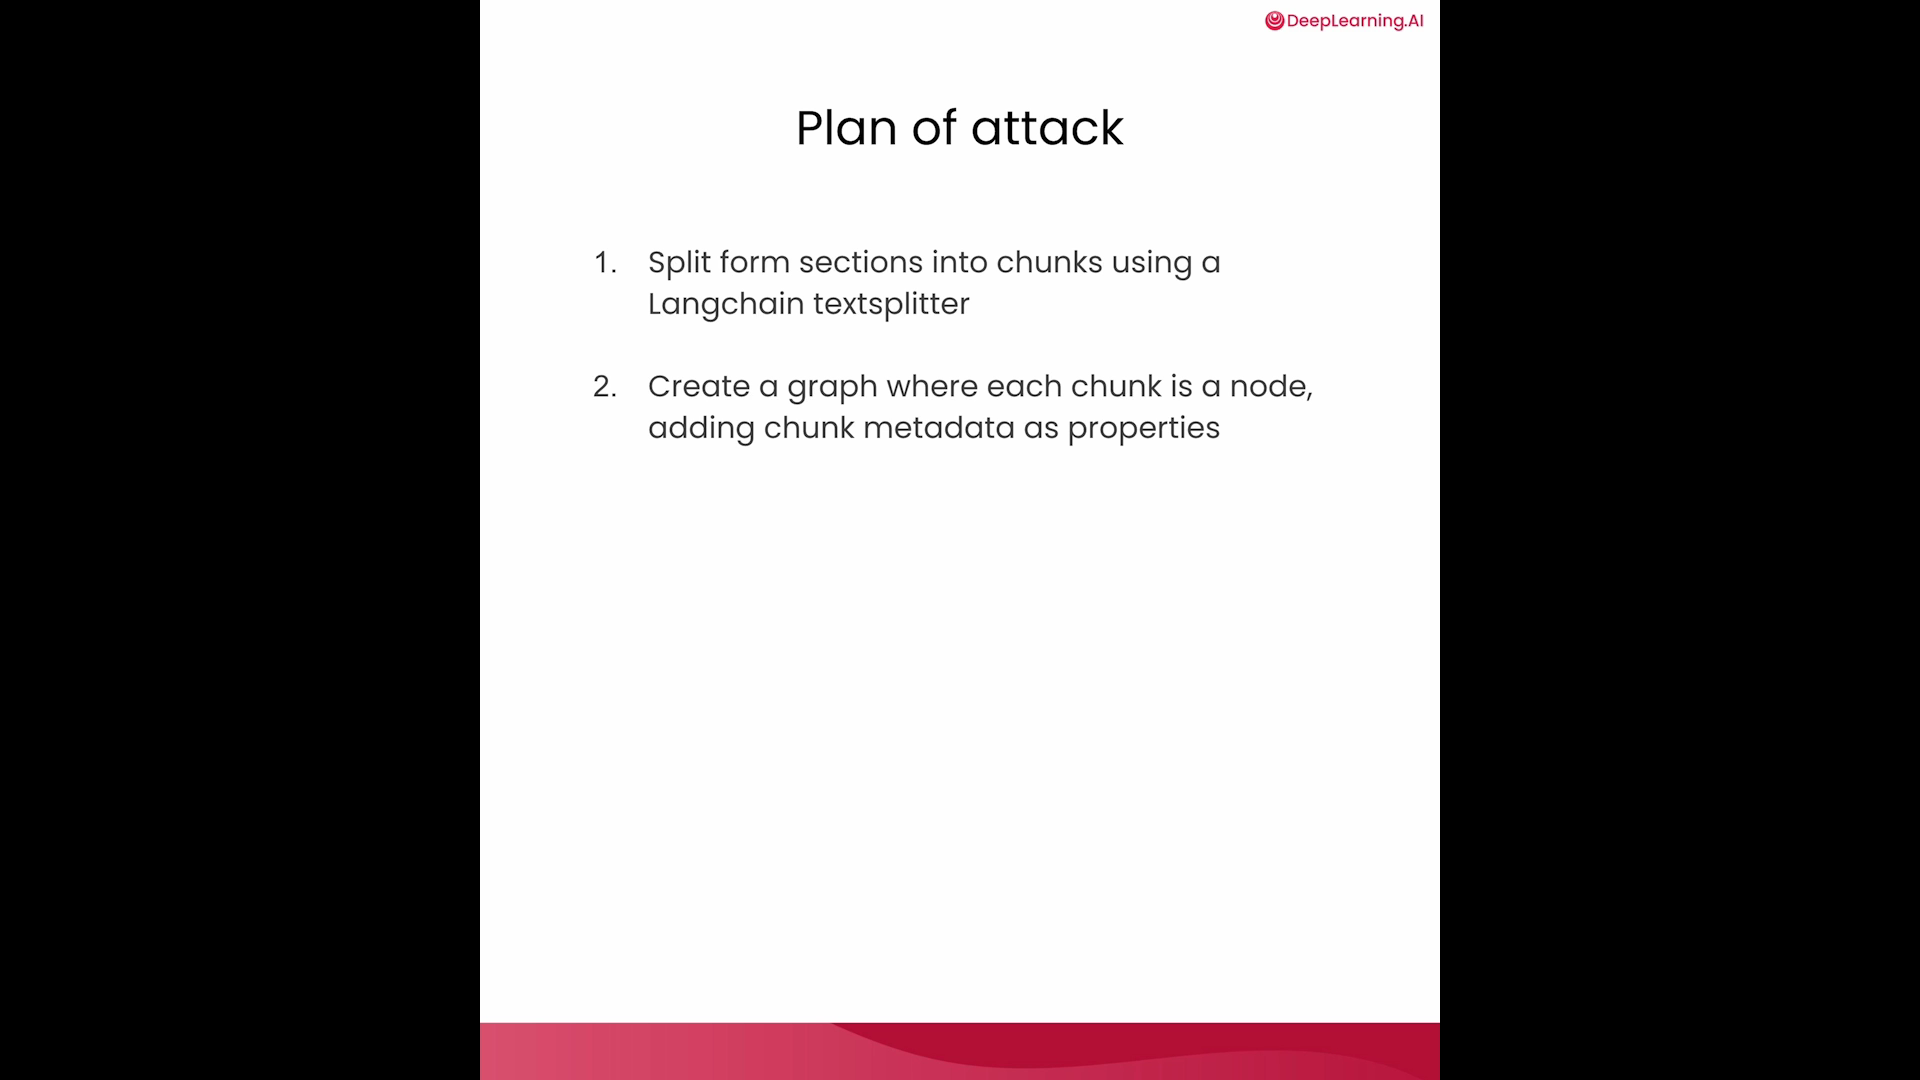 DeepLearning.AI
Plan of attack
1. Split form sections into chunks using a
Langchain textsplitter
2. Create a graph where each chunk is a node,
adding chunk metadata as properties